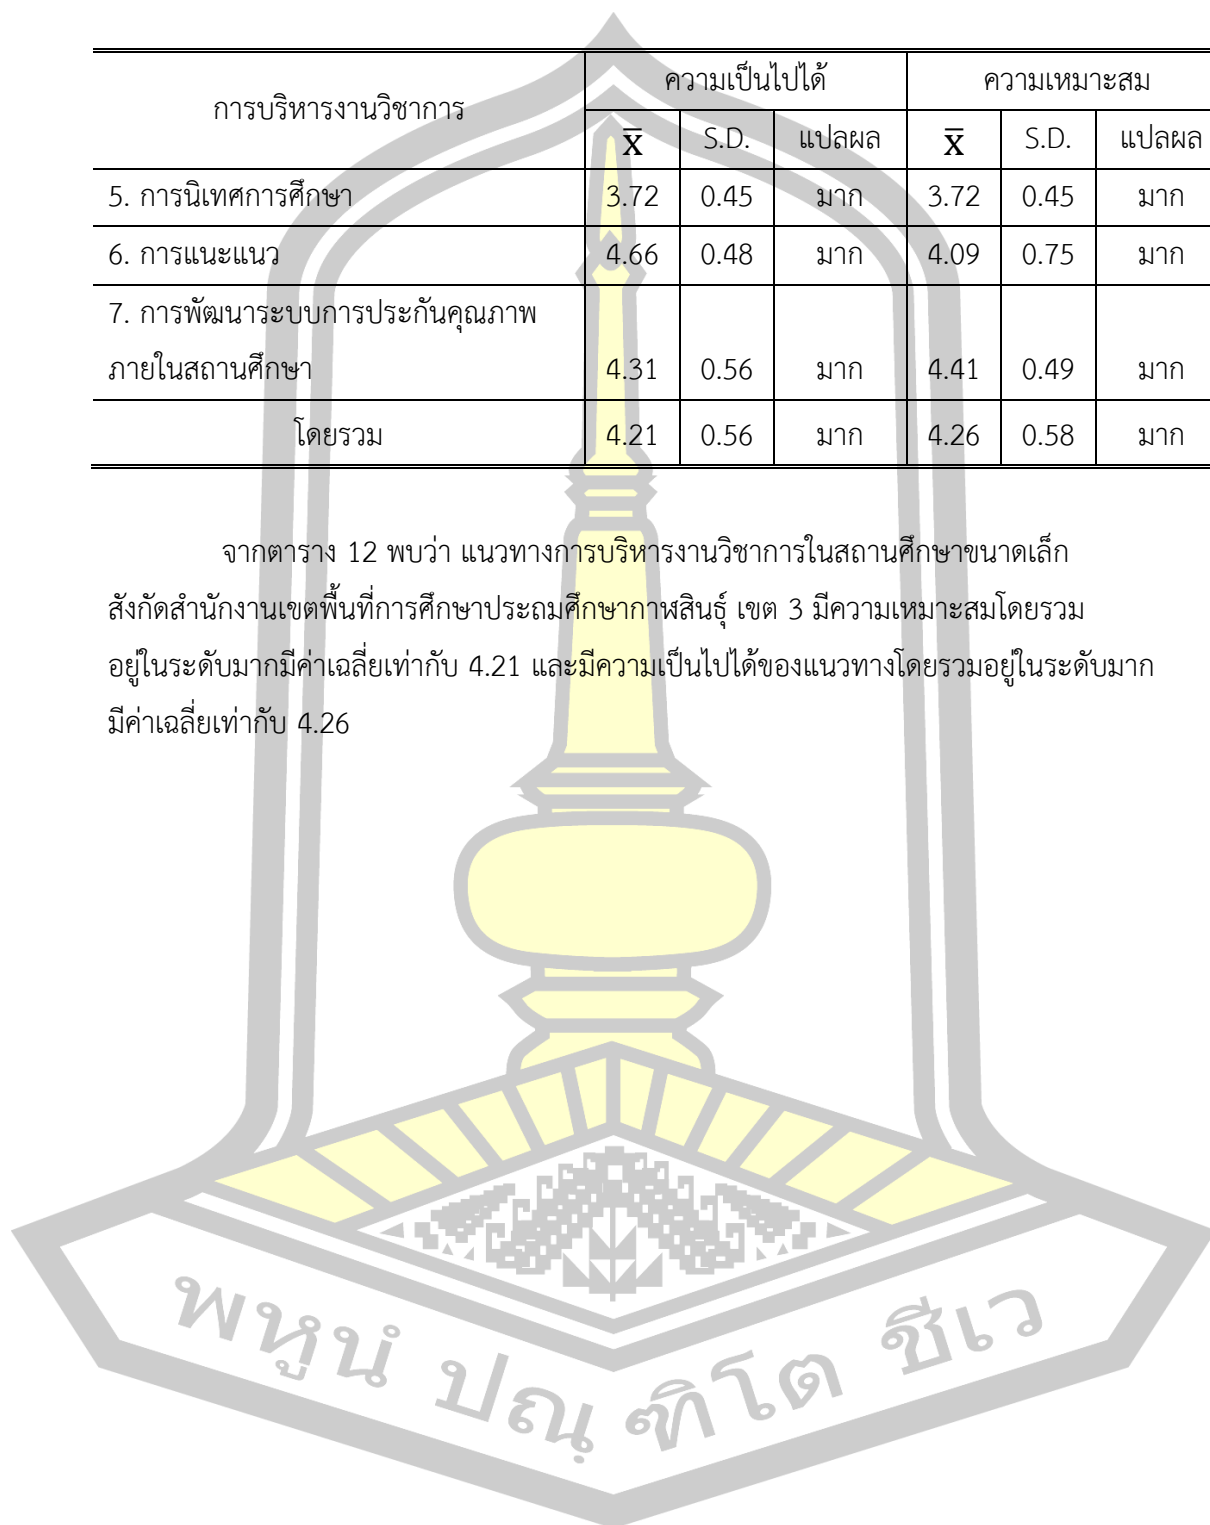 การบริหารงานวิชาการ ความเป็นไปได้ ความเหมาะสม
x̄ S.D. แปลผล x̄ S.D. แปลผล
5. การนิเทศการศึกษา 3.72 0.45 มาก 3.72 0.45 มาก
6. การแนะแนว 4.66 0.48 มาก 4.09 0.75 มาก
7. การพัฒนาระบบการประกันคุณภาพ
ภายในสถานศึกษา 4.31 0.56 มาก 4.41 0.49 มาก
โดยรวม 4.21 0.56 มาก 4.26 0.58 มาก
จากตาราง 12 พบว่า แนวทางการบริหารงานวิชาการในสถานศึกษาขนาดเล็ก
สังกัดสำนักงานเขตพื้นที่การศึกษาประถมศึกษากาฬสินธุ์ เขต 3 มีความเหมาะสมโดยรวม
อยู่ในระดับมากมีค่าเฉลี่ยเท่ากับ 4.21 และมีความเป็นไปได้ของแนวทางโดยรวมอยู่ในระดับมาก
มีค่าเฉลี่ยเท่ากับ 4.26
พหูนํ ปณฺ ฑิโต ชีเว